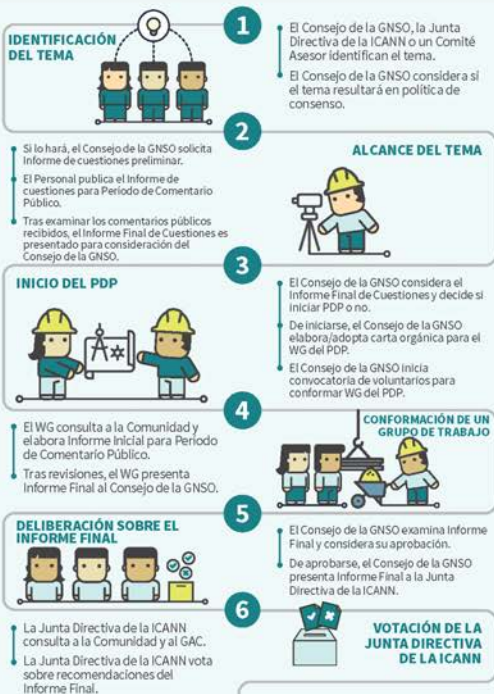 1
IDENTIFICACIÓN
DEL TEMA
El Consejo de la GNSO, la Junta
Directiva de la ICANN o un Comité
Asesor identifican el tema.
El Consejo de la GNSO considera si
el tema resultará en política de
consenso.
2
ALCANCE DEL TEMA
Si lo hará, el Consejo de la GNSO solicita
Informe de cuestiones preliminar.
El Personal publica el Informe de
cuestiones para Periodo de Comentario
Público.
Tras examinar los comentarios públicos
recibidos, el Informe Final de Cuestiones es
presentado para consideración del
Consejo de la GNSO.
3
INICIO DEL PDP
El Consejo de la GNSO considera el
Informe Final de Cuestiones y decide si
iniciar PDP o no.
De iniciarse, el Consejo de la GNSO
elabora/adopta carta orgánica para el
WG del PDP.
El Consejo de la GNSO inicia
convocatoria de voluntarios para
conformar WG del PDP.
4
CONFORMACIÓN DE UN
GRUPO DE TRABAJO
El WG consulta a la Comunidad y
elabora Informe Inicial para Periodo
de Comentario Público.
Tras revisiones, el WG presenta
Informe Final al Consejo de la GNSO.
5
DELIBERACIÓN SOBRE EL
INFORME FINAL
El Consejo de la GNSO examina Informe
Final y considera su aprobación.
De aprobarse, el Consejo de la GNSO
presenta Informe Final a la Junta
Directiva de la ICANN.
6
VOTACIÓN DE LA
JUNTA DIRECTIVA
DE LA ICANN
La Junta Directiva de la ICANN
consulta a la Comunidad y al GAC.
La Junta Directiva de la ICANN vota
sobre recomendaciones del
Informe Final.